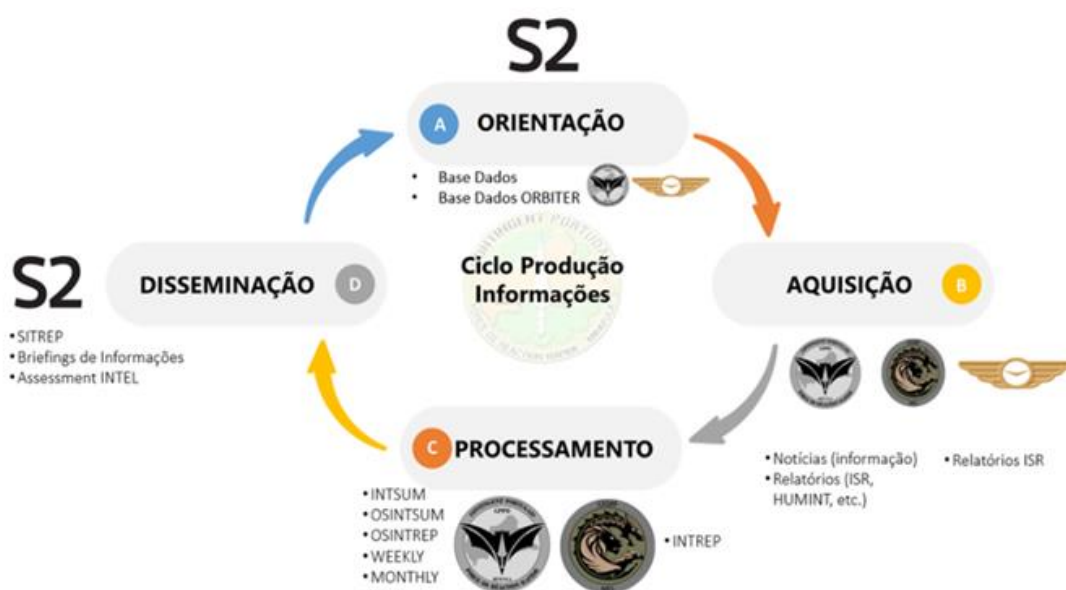 S2
A ORIENTAÇÃO
• Base Dados
• Base Dados ORBITER
Ciclo Produção
Informações
S2
DISSEMINAÇÃO D
• SITREP
• Briefings de Informações
• Assessment INTEL
AQUISIÇÃO B
• Notícias (informação)
• Relatórios (ISR,
HUMINT, etc.)
• Relatórios ISR
C PROCESSAMENTO
• INTSUM
• OSINTSUM
• OSINTREP
• WEEKLY
• MONTHLY
• INTREP